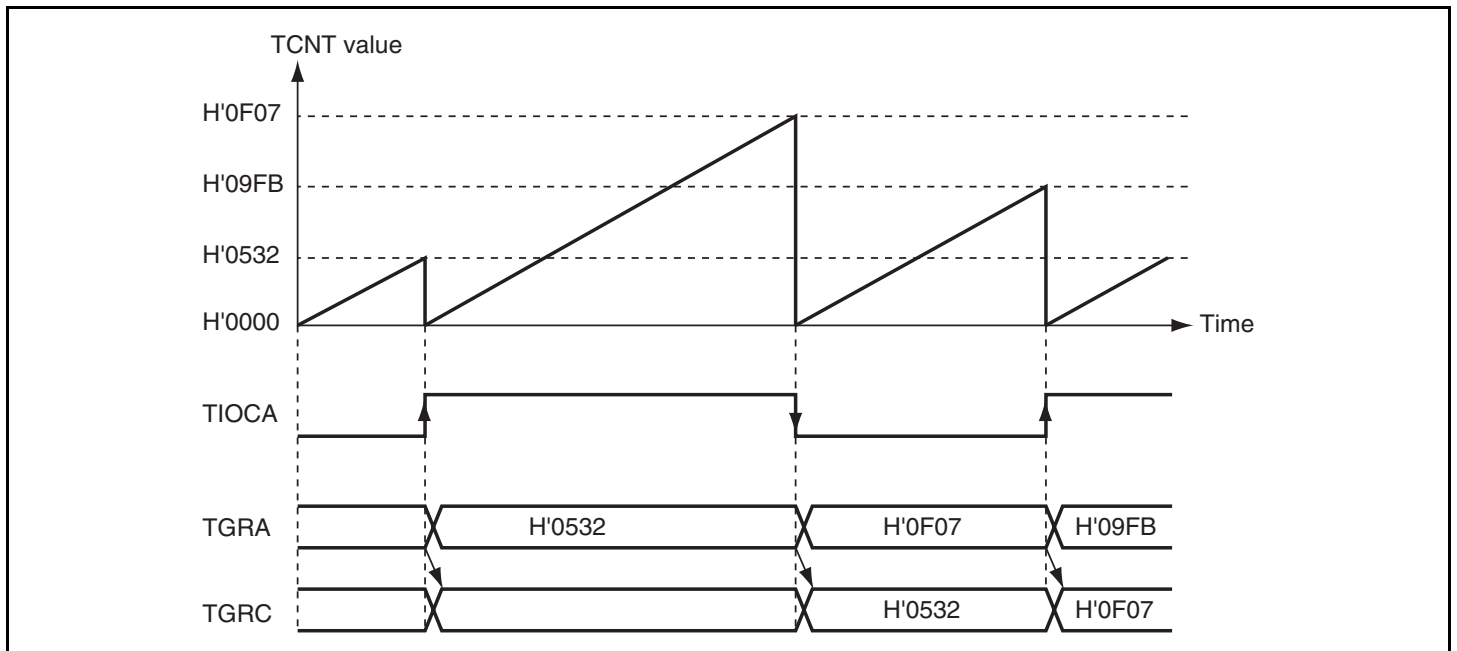 TCNT value
H'0F07
H'09FB
H'0532
H'0000
Time
TIOCA
TGRA
H'0532
H'0F07
H'09FB
TGRC
H'0532
H'0F07